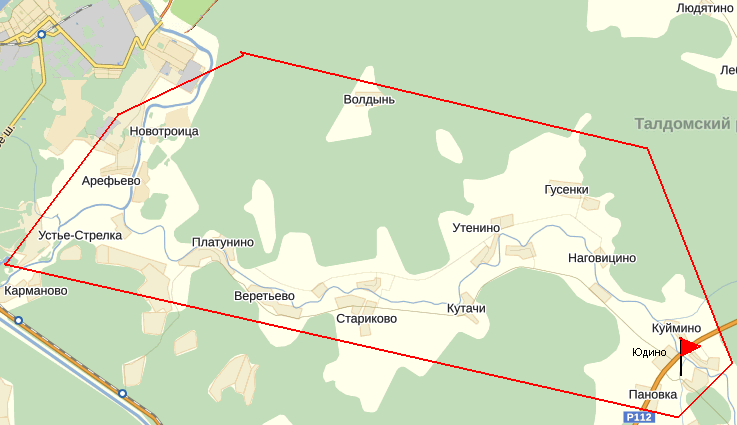 Людятино
Леб
Волдынь
Талдомский р
е ш.
Новотроица
Арефьево
Гусенки
Устье-Стрелка
Платунино
Утенино
Наговицино
Карманово
Веретьево
Кутачи
Стариково
Куймино
Юдино
Пановка
Р112